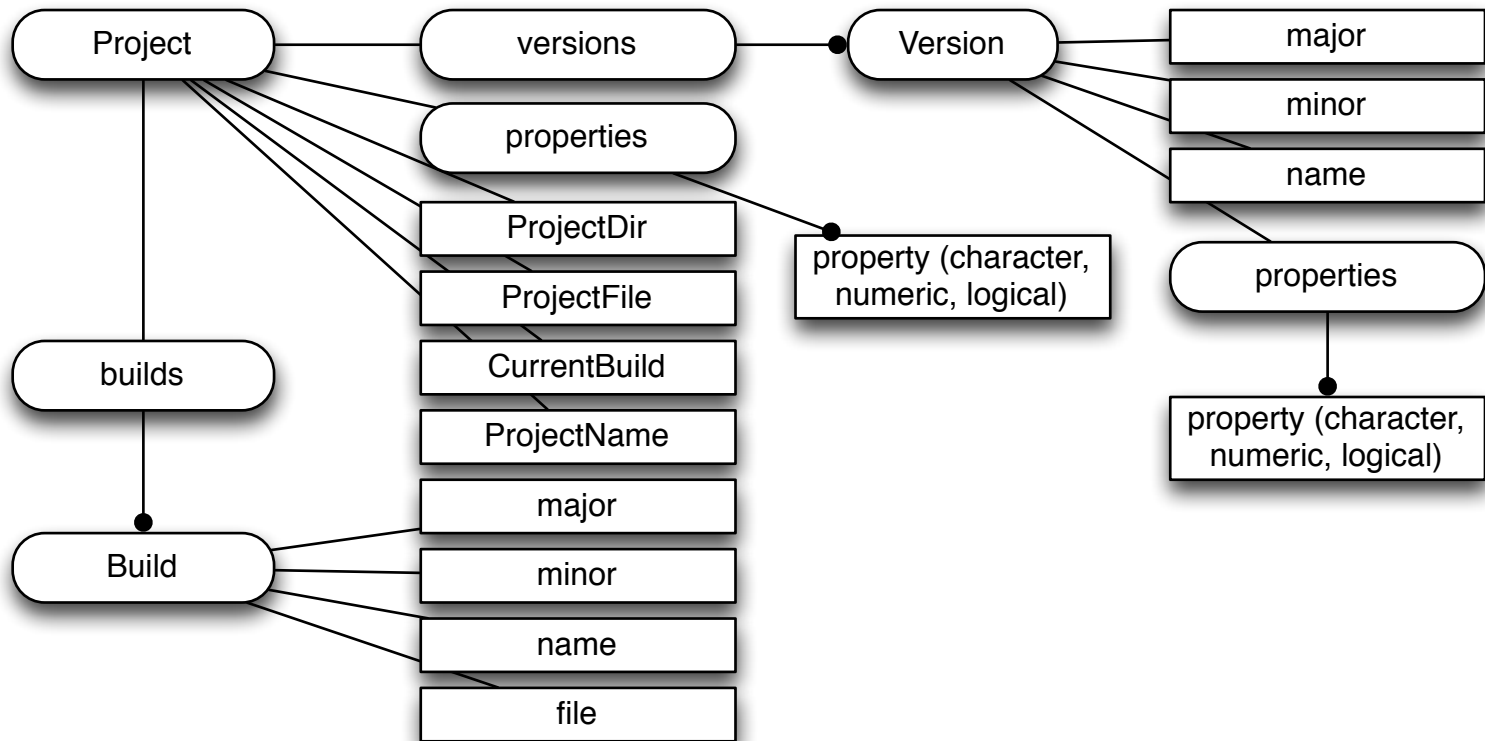 Project
versions
Version
major
minor
name
properties
property (character,
numeric, logical)
properties
ProjectDir
ProjectFile
CurrentBuild
ProjectName
property (character,
numeric, logical)
builds
Build
major
minor
name
file